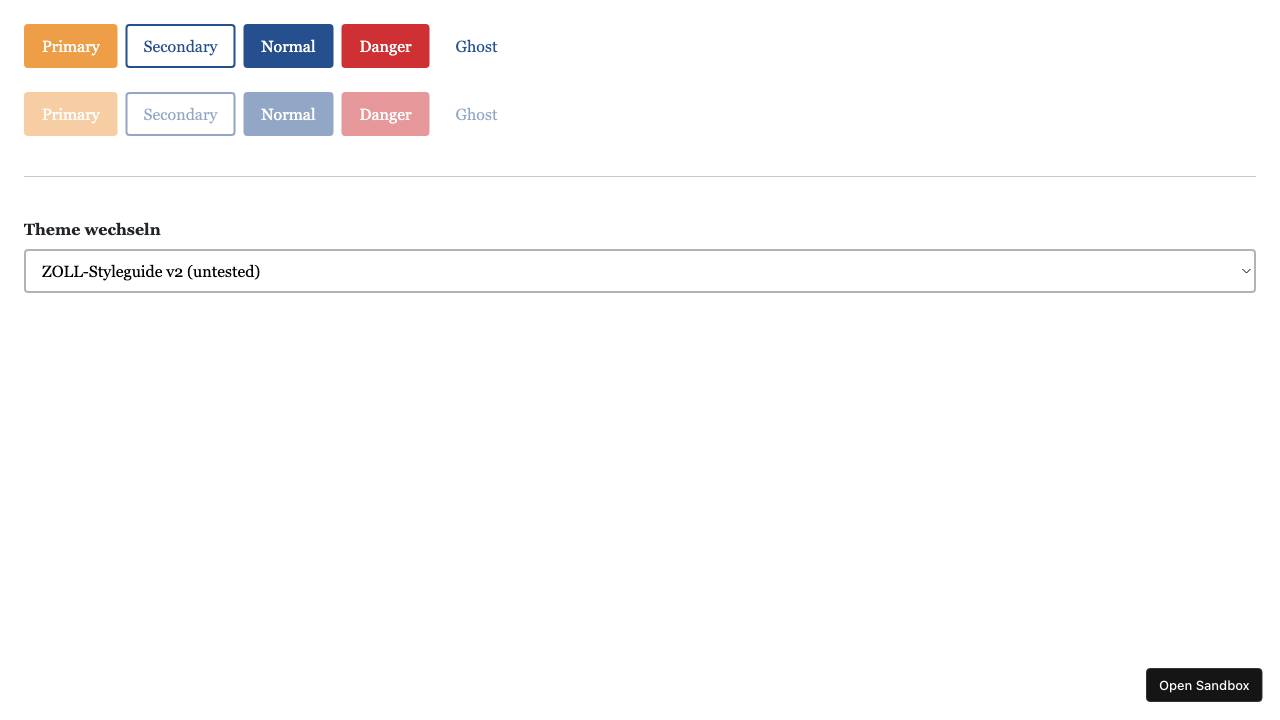 Primary Secondary Normal Danger Ghost
Primary Secondary Normal Danger Ghost
Theme wechseln
ZOLL-Styleguide v2 (untested)
Open Sandbox